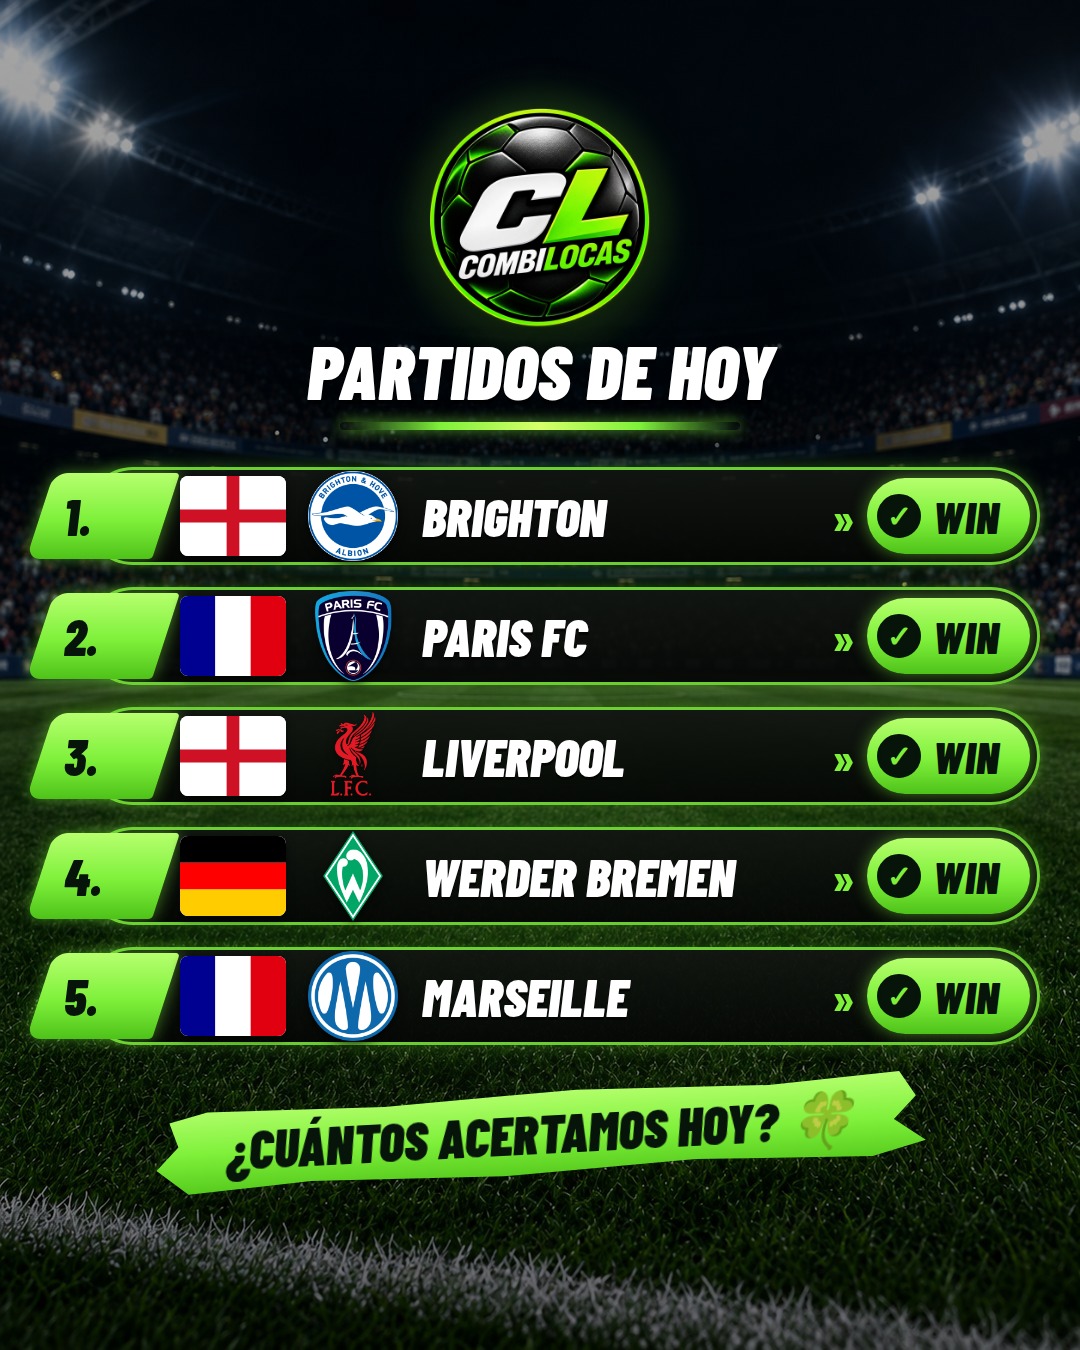 CL
COMBILOCAS
PARTIDOS DE HOY
1. BRIGHTON & HOVE ALBION BRIGHTON » ✓ WIN
2. PARIS FC PARIS FC » ✓ WIN
3. L.F.C. LIVERPOOL » ✓ WIN
4. W WERDER BREMEN » ✓ WIN
5. M MARSEILLE » ✓ WIN
¿CUÁNTOS ACERTAMOS HOY? 🍀